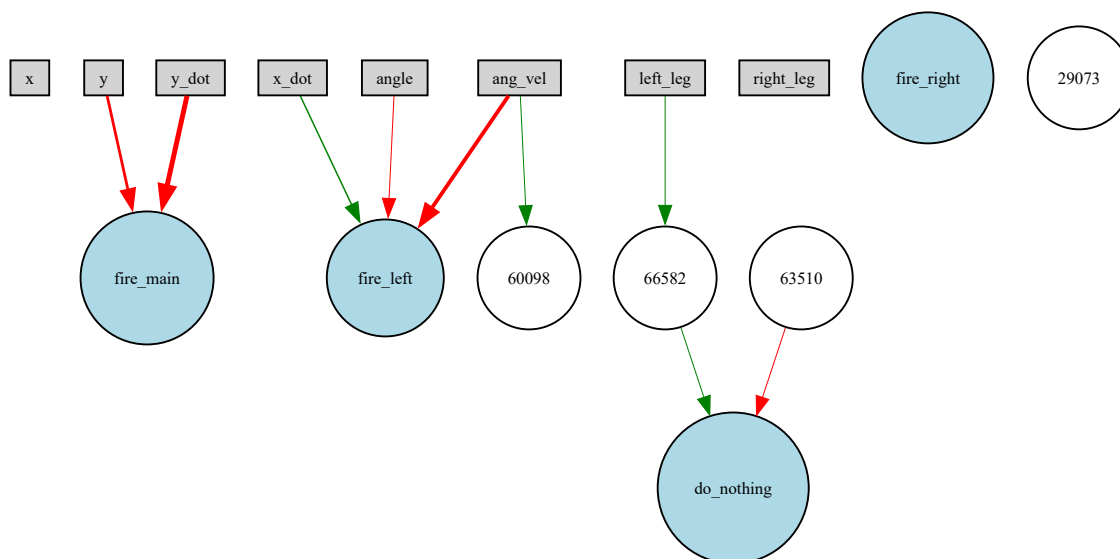 x
y
y_dot
x_dot
angle
ang_vel
left_leg
right_leg
fire_right
29073
fire_main
fire_left
60098
66582
63510
do_nothing